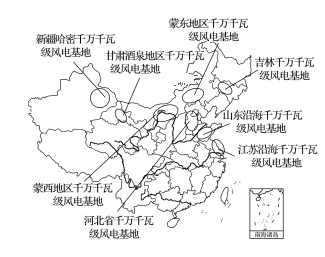 蒙东地区千万千瓦
级风电基地
新疆哈密千万千瓦
级风电基地
甘肃酒泉千万千瓦
级风电基地
吉林千万千瓦
级风电基地
山东沿海千万千瓦
级风电基地
江苏沿海千万千瓦
级风电基地
蒙西地区千万千瓦
级风电基地
河北省千万千瓦
级风电基地
南海诸岛